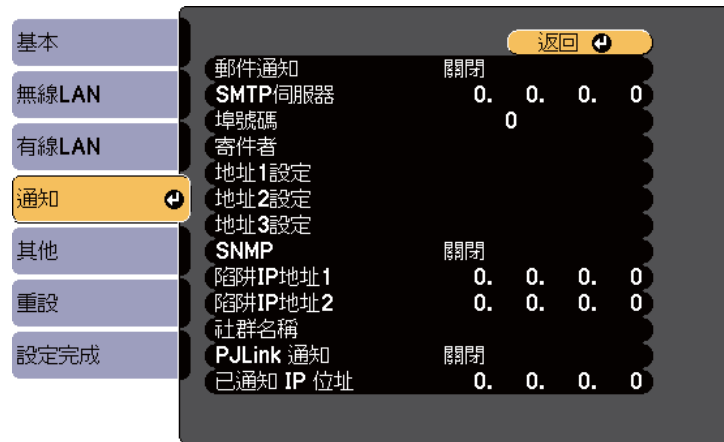 基本
無線LAN
有線LAN
通知
其他
重設
設定完成
返回
郵件通知 關閉
SMTP伺服器 0. 0. 0. 0
埠號碼 0
寄件者
地址1設定
地址2設定
地址3設定
SNMP 關閉
陷阱IP地址1 0. 0. 0. 0
陷阱IP地址2 0. 0. 0. 0
社群名稱
PJLink 通知 關閉
已通知 IP 位址 0. 0. 0. 0